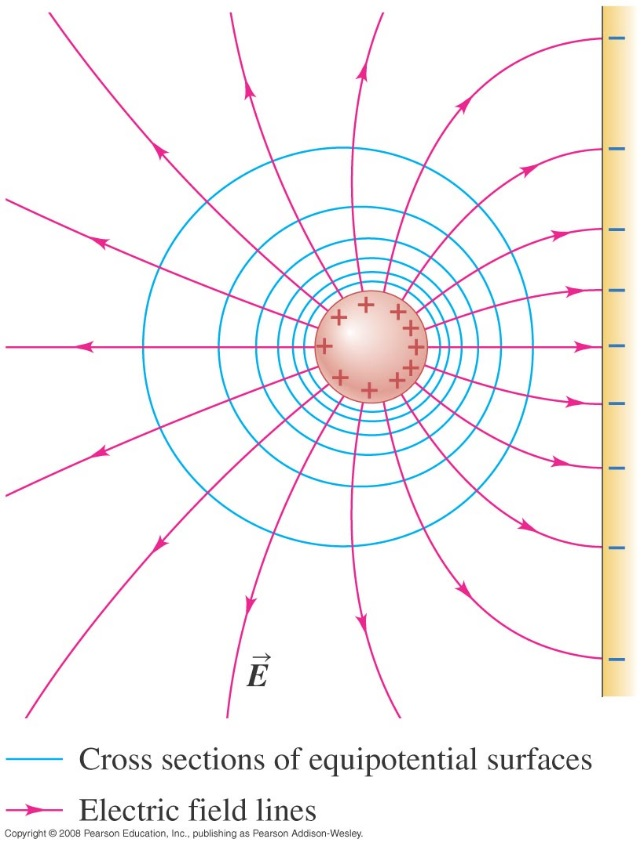 E
Cross sections of equipotential surfaces
Electric field lines
Copyright © 2008 Pearson Education, Inc., publishing as Pearson Addison-Wesley.